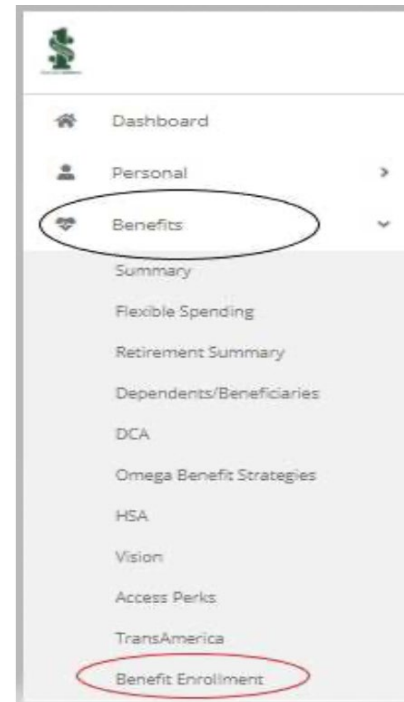 Dashboard
Personal
Benefits
Summary
Flexible Spending
Retirement Summary
Dependents/Beneficiaries
DCA
Omega Benefit Strategies
HSA
Vision
Access Perks
TransAmerica
Benefit Enrollment